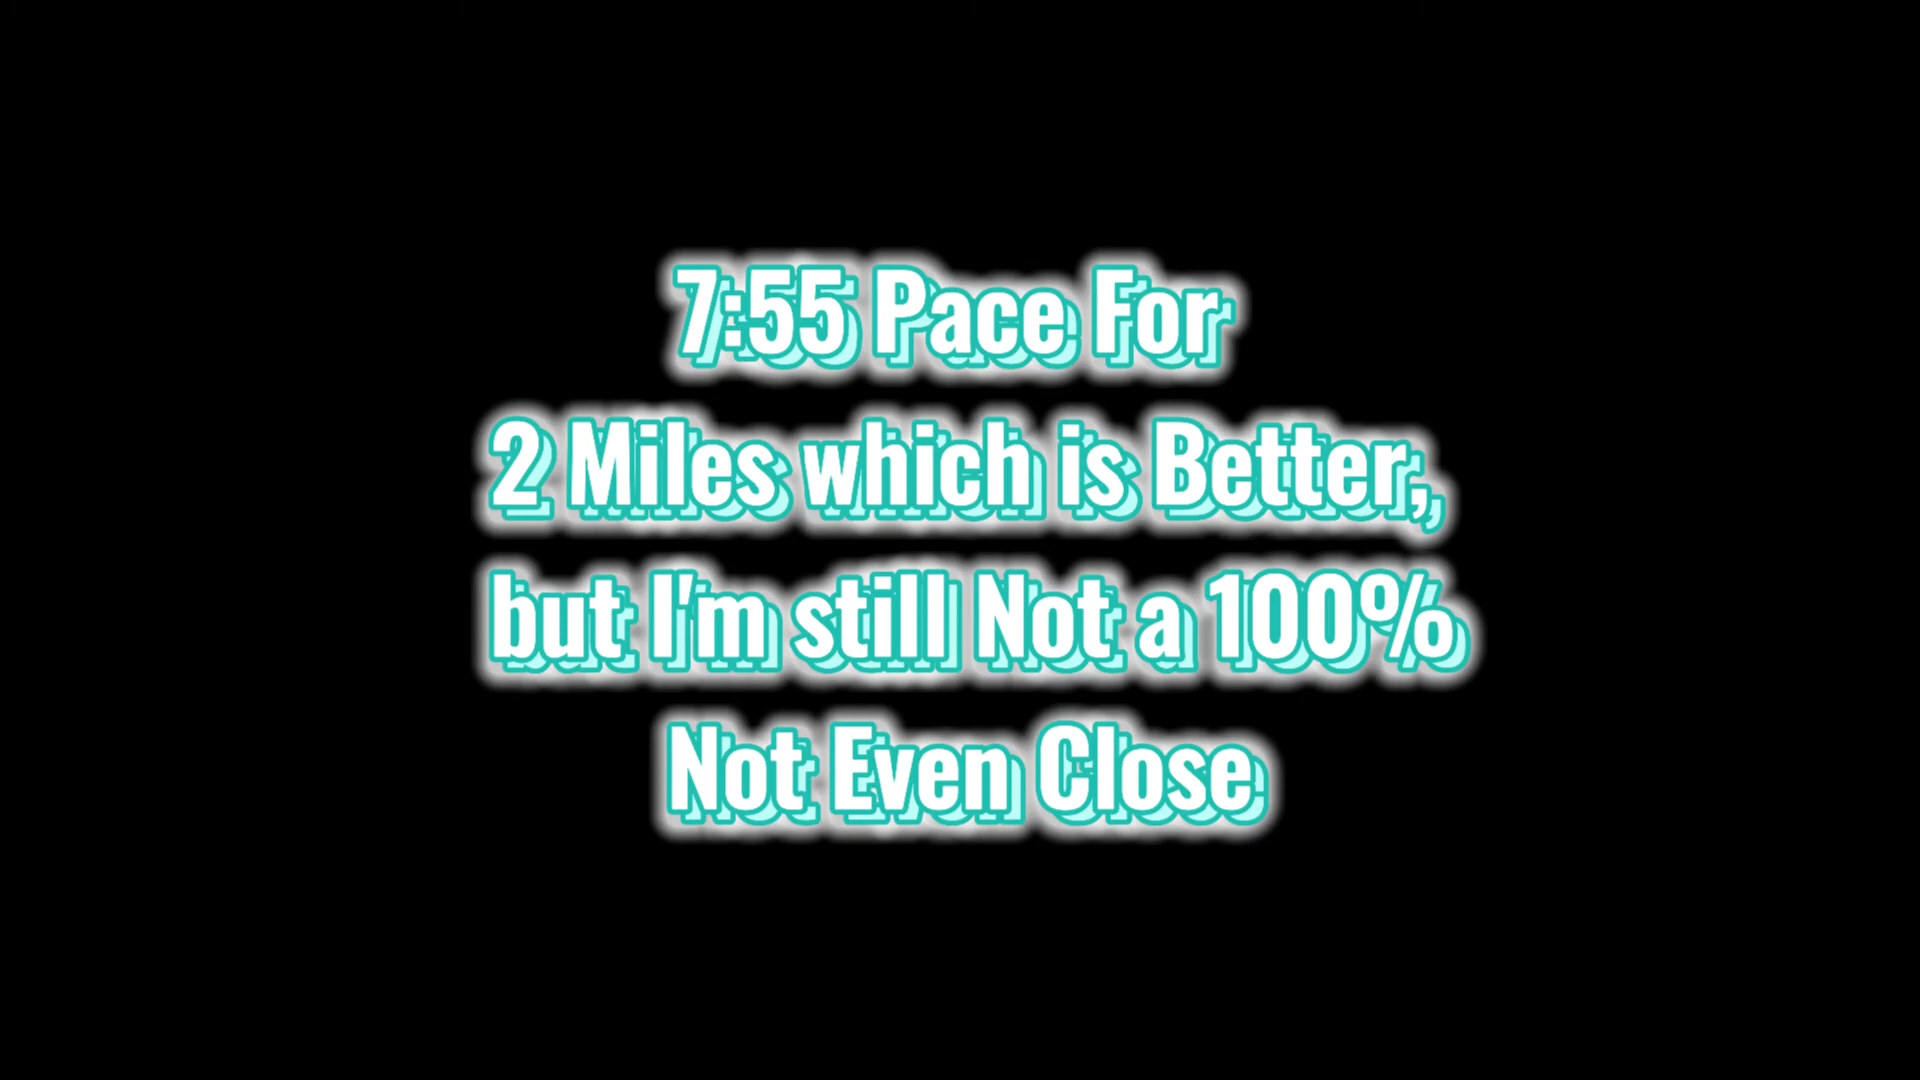 7:55 Pace For
2 Miles which is Better,
but I'm still Not a 100%
Not Even Close